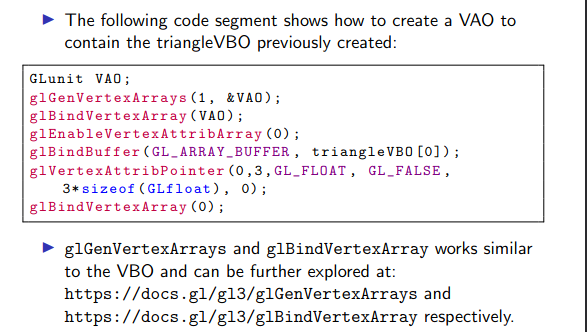 ▶ The following code segment shows how to create a VAO to
contain the triangleVBO previously created:
GLunit VAO;
glGenVertexArrays(1, &VAO);
glBindVertexArray(VAO);
glEnableVertexAttribArray(0);
glBindBuffer(GL_ARRAY_BUFFER, triangleVBO[0]);
glVertexAttribPointer(0,3,GL_FLOAT, GL_FALSE,
3*sizeof(GLfloat), 0);
glBindVertexArray(0);
▶ glGenVertexArrays and glBindVertexArray works similar
to the VBO and can be further explored at:
https://docs.gl/gl3/glGenVertexArrays and
https://docs.gl/gl3/glBindVertexArray respectively.